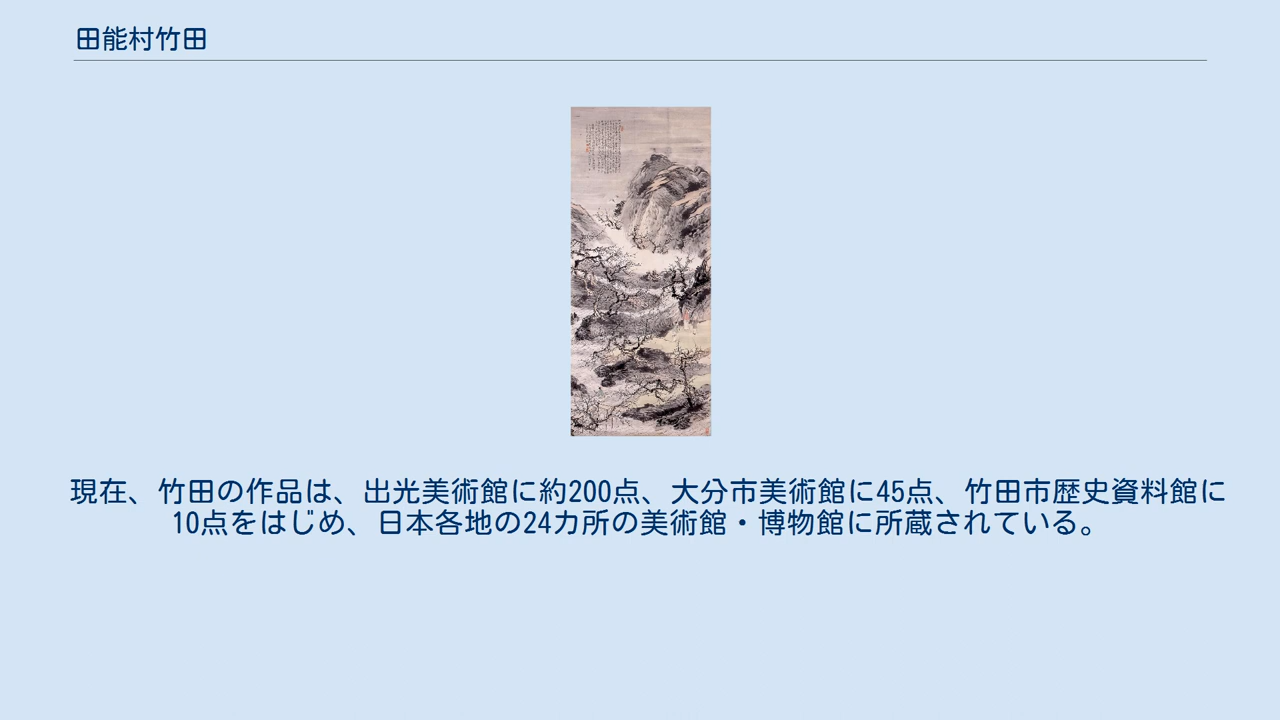 田能村竹田
現在、竹田の作品は、出光美術館に約200点、大分市美術館に45点、竹田市歴史資料館に
10点をはじめ、日本各地の24カ所の美術館・博物館に所蔵されている。